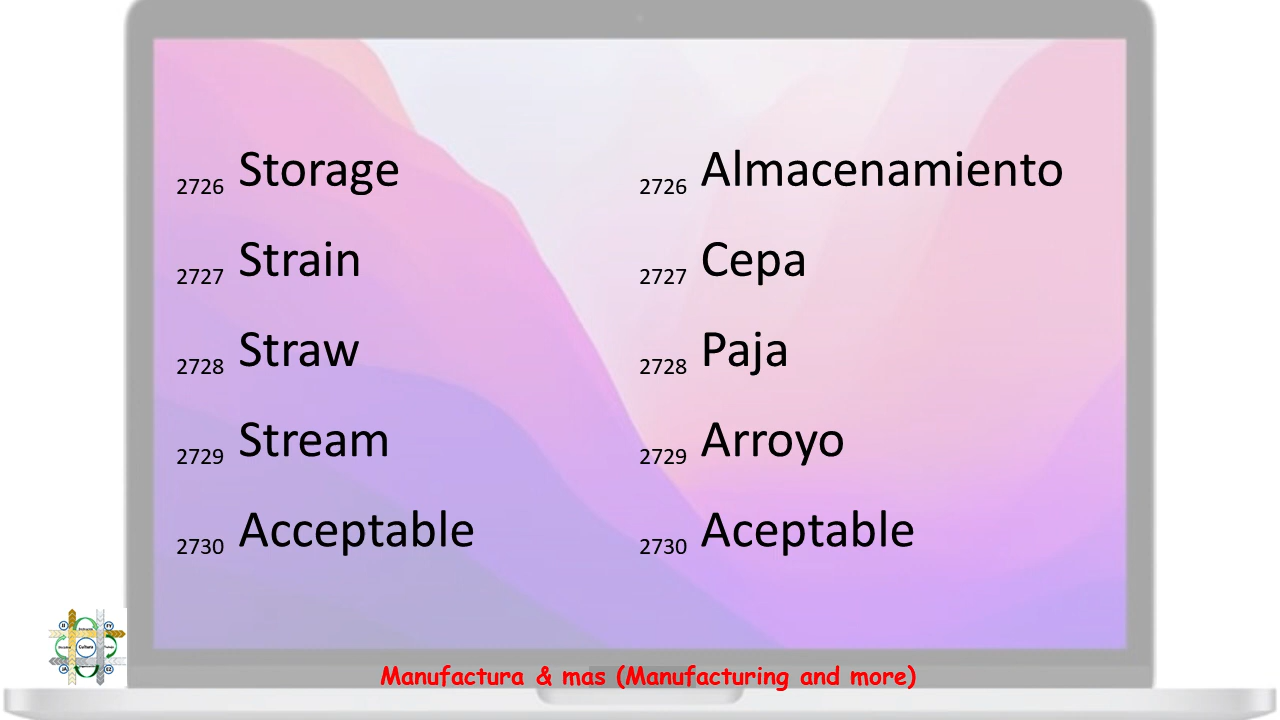 2726 Storage 2726 Almacenamiento
2727 Strain 2727 Cepa
2728 Straw 2728 Paja
2729 Stream 2729 Arroyo
2730 Acceptable 2730 Aceptable
Cultura
Manufactura & mas (Manufacturing and more)